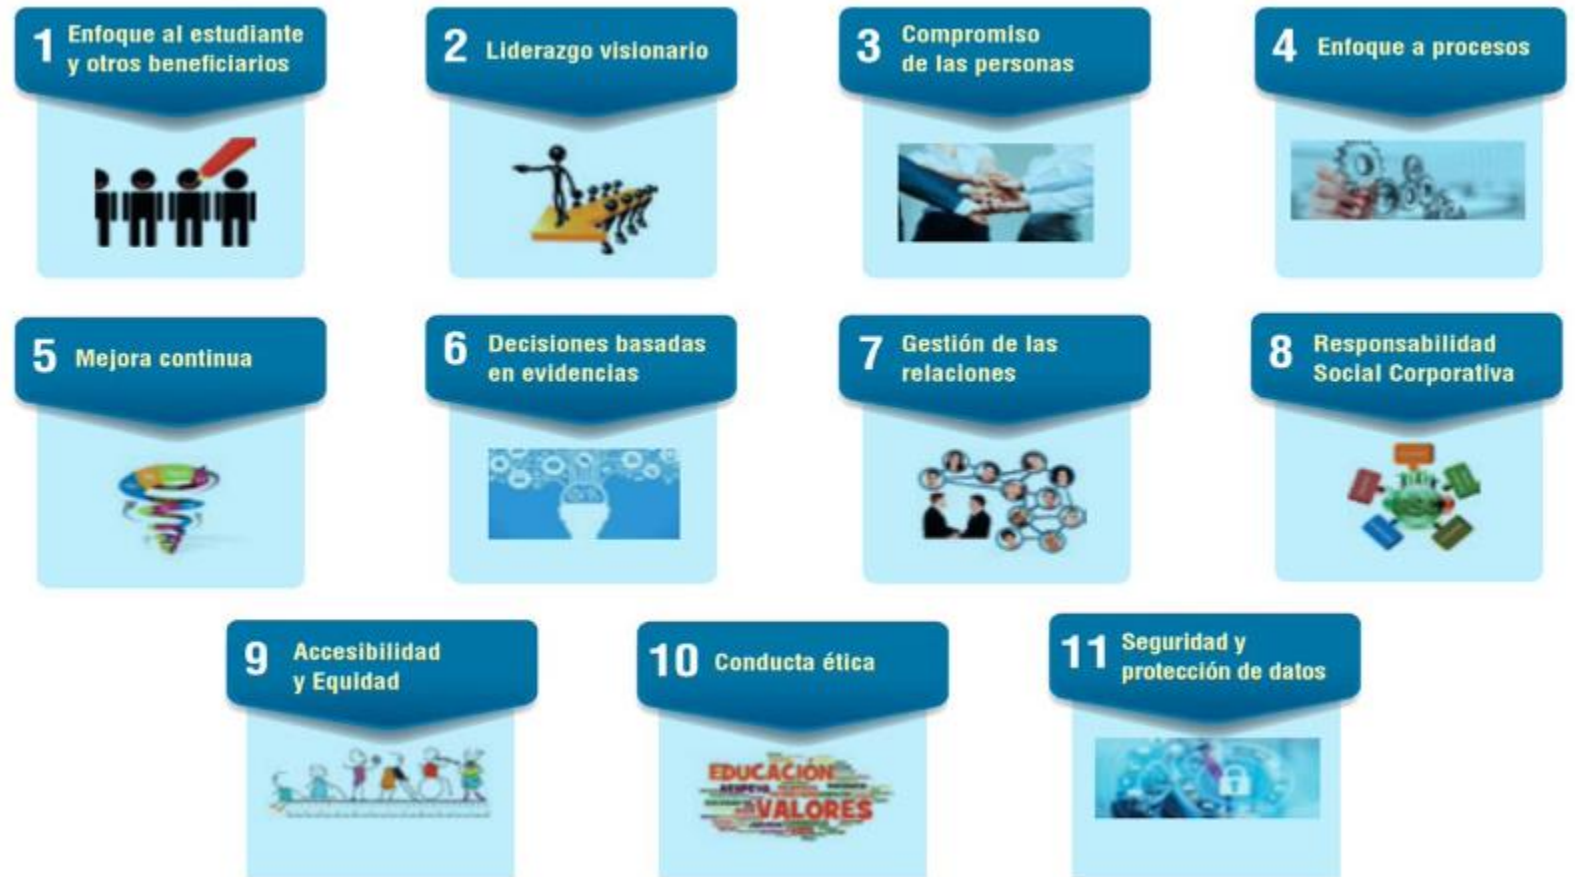 1 Enfoque al estudiante
y otros beneficiarios
2 Liderazgo visionario
3 Compromiso
de las personas
4 Enfoque a procesos
5 Mejora continua
6 Decisiones basadas
en evidencias
7 Gestión de las
relaciones
8 Responsabilidad
Social Corporativa
9 Accesibilidad
y Equidad
10 Conducta ética
11 Seguridad y
protección de datos
EDUCACIÓN
VALORES